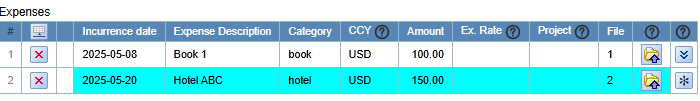 Expenses
# Incurrence date Expense Description Category CCY ? Amount Ex. Rate ? Project ? File ? ?
1 2025-05-08 Book 1 book USD 100.00 1
2 2025-05-20 Hotel ABC hotel USD 150.00 2